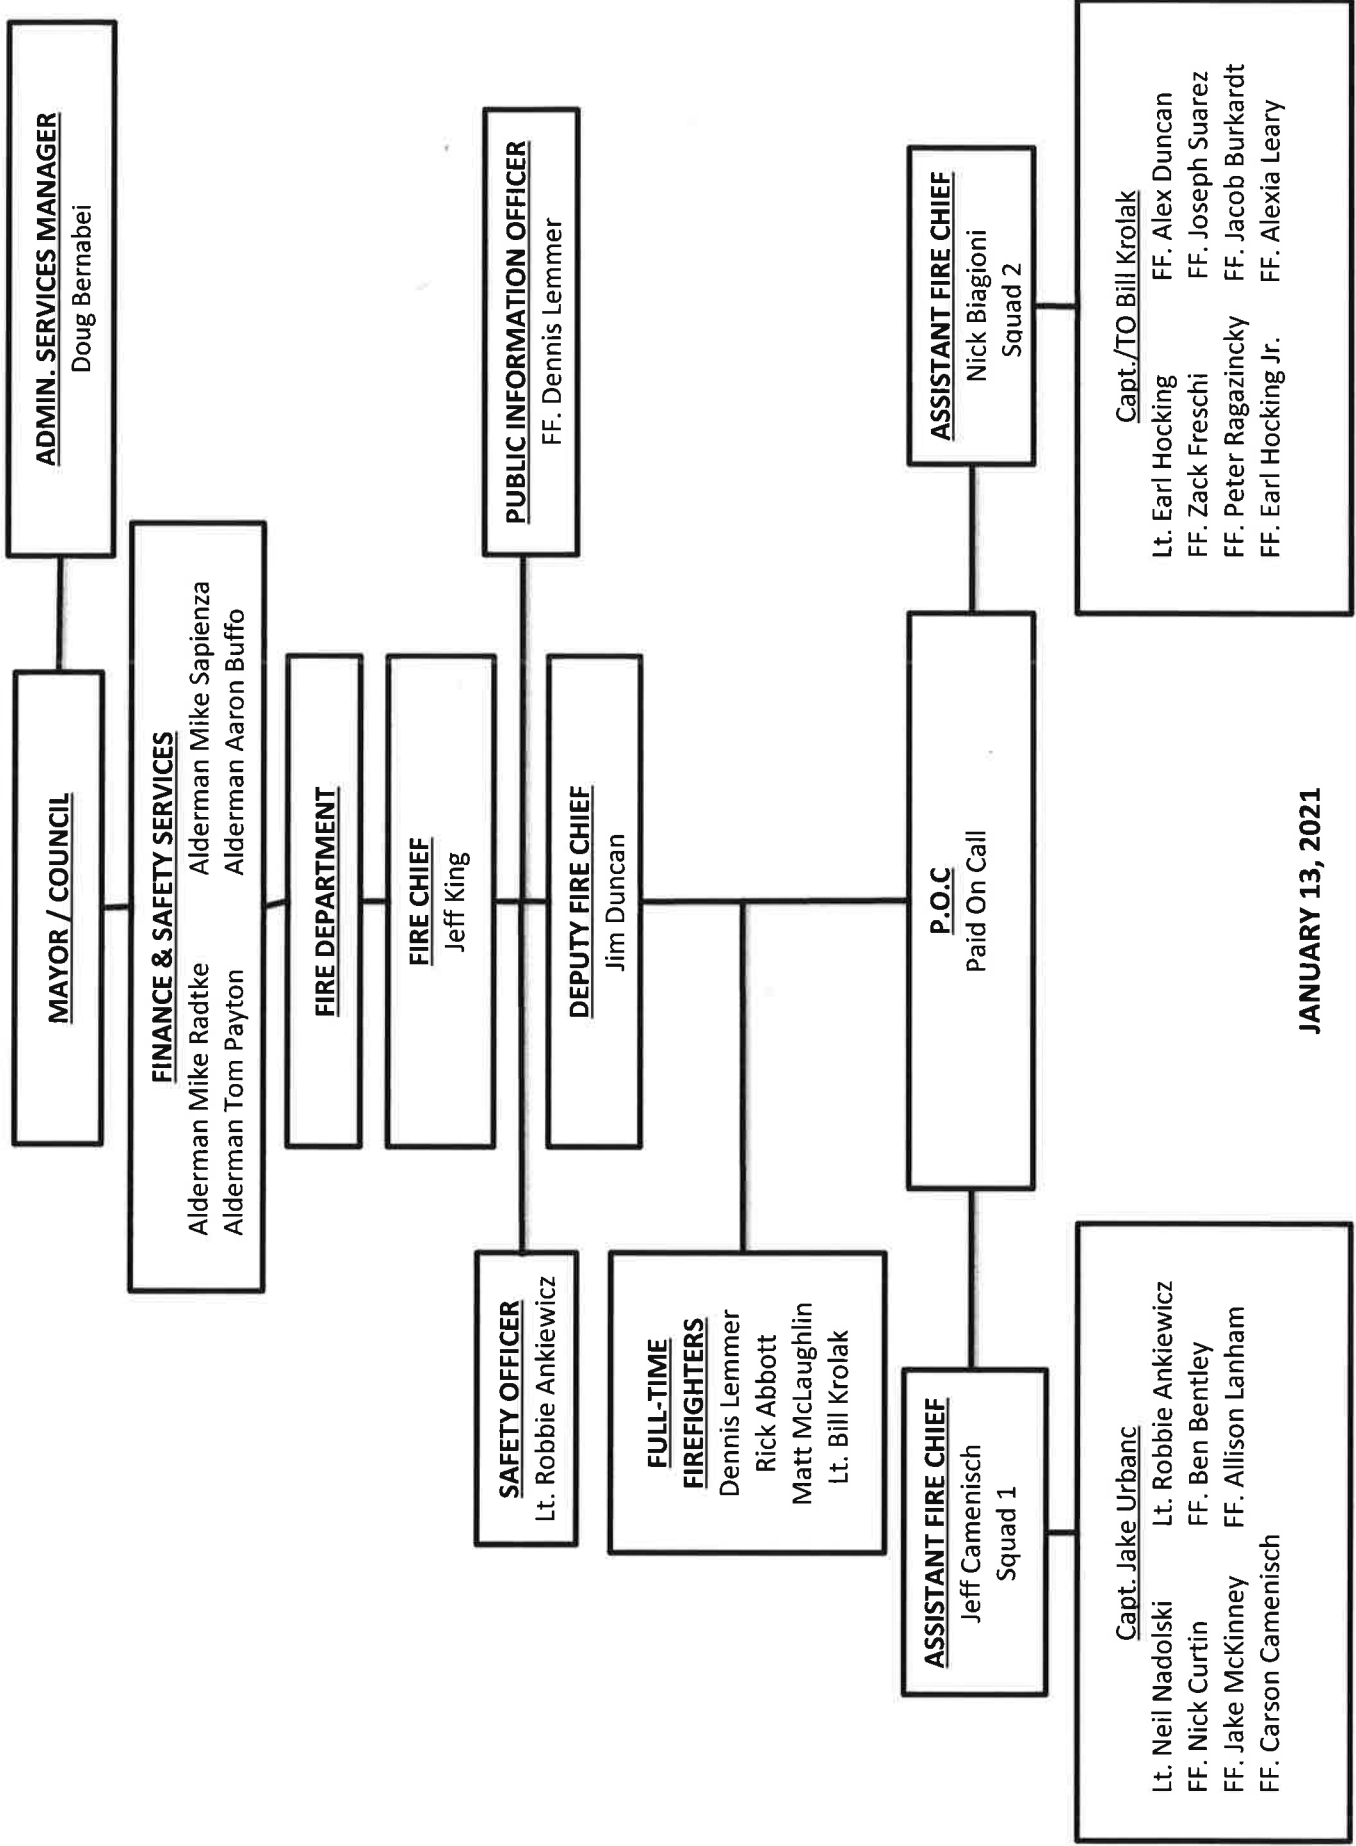 MAYOR / COUNCIL
ADMIN. SERVICES MANAGER
Doug Bernabei
FINANCE & SAFETY SERVICES
Alderman Mike Radtke Alderman Mike Sapienza
Alderman Tom Payton Alderman Aaron Buffo
FIRE DEPARTMENT
FIRE CHIEF
Jeff King
SAFETY OFFICER
Lt. Robbie Ankiewicz
PUBLIC INFORMATION OFFICER
FF. Dennis Lemmer
DEPUTY FIRE CHIEF
Jim Duncan
FULL-TIME
FIREFIGHTERS
Dennis Lemmer
Rick Abbott
Matt McLaughlin
Lt. Bill Krolak
ASSISTANT FIRE CHIEF
Jeff Camenisch
Squad 1
P.O.C
Paid On Call
ASSISTANT FIRE CHIEF
Nick Biagioni
Squad 2
Capt. Jake Urbanc
Lt. Neil Nadolski Lt. Robbie Ankiewicz
FF. Nick Curtin FF. Ben Bentley
FF. Jake McKinney FF. Allison Lanham
FF. Carson Camenisch
Capt./TO Bill Krolak
Lt. Earl Hocking FF. Alex Duncan
FF. Zack Freschi FF. Joseph Suarez
FF. Peter Ragazincky FF. Jacob Burkardt
FF. Earl Hocking Jr. FF. Alexia Leary
JANUARY 13, 2021